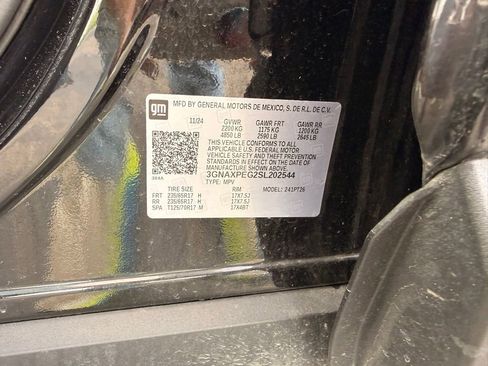 gm
MFD BY GENERAL MOTORS DE MEXICO, S. DE R.L. DE C.V.
11/24 GVWR GAWR FRT GAWR RR
2200 KG 1175 KG 1200 KG
4850 LB 2590 LB 2645 LB
THIS VEHICLE CONFORMS TO ALL
APPLICABLE U.S. FEDERAL MOTOR
VEHICLE SAFETY, BUMPER, AND THEFT
PREVENTION STANDARDS IN EFFECT ON THE DATE OF
MANUFACTURE SHOWN ABOVE.
3GNAXPEG2SL202544
TYPE: MPV MODEL: 241PT26
TIRE SIZE RIM
FRT 235/65R17 H 17X7.5J
RR 235/65R17 H 17X7.5J
SPA T125/70R17 M 17X4BT